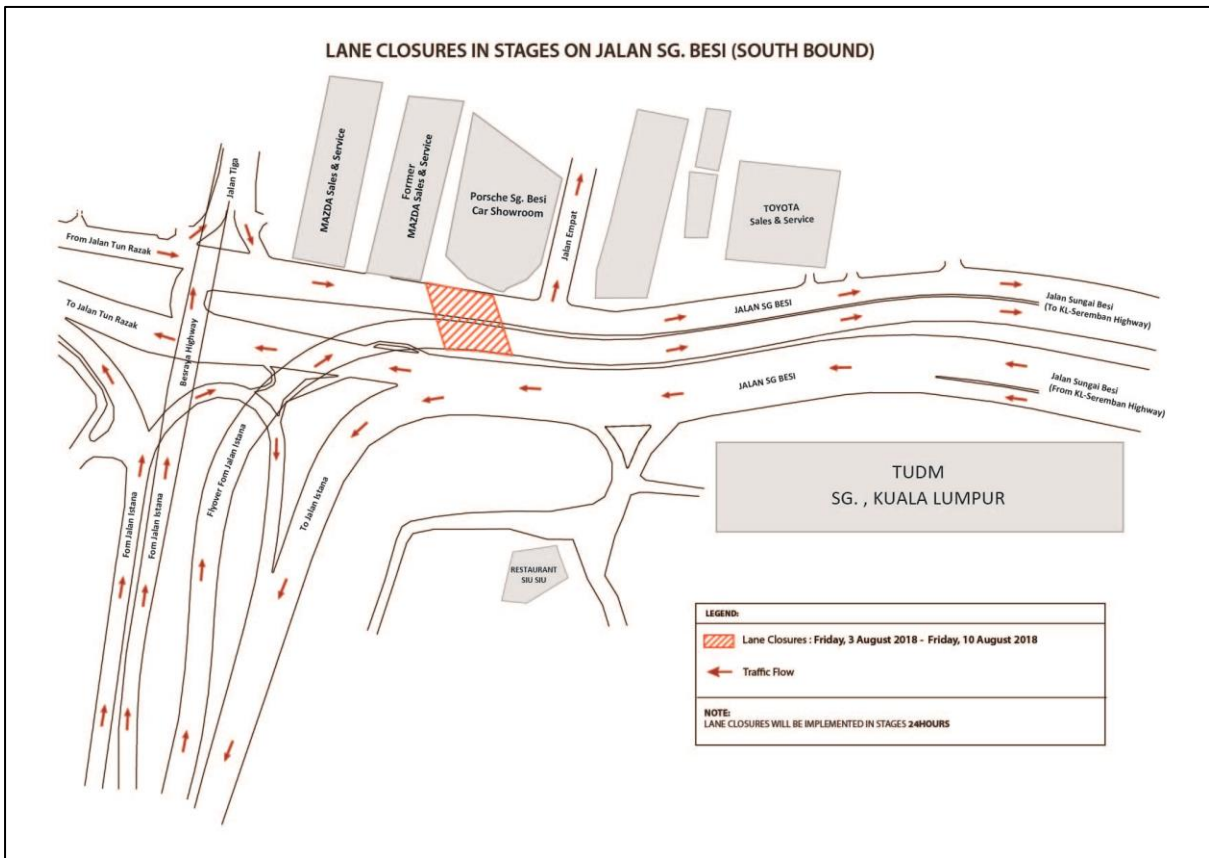 LANE CLOSURES IN STAGES ON JALAN SG. BESI (SOUTH BOUND)
MAZDA Sales & Service
Former
MAZDA Sales & Service
Porsche Sg. Besi
Car Showroom
Jalan Empat
TOYOTA
Sales & Service
Jalan Tiga
From Jalan Tun Razak
To Jalan Tun Razak
Besraya Highway
JALAN SG BESI
Jalan Sungai Besi
(To KL-Seremban Highway)
JALAN SG BESI
Jalan Sungai Besi
(From KL-Seremban Highway)
Fom Jalan Istana
Fom Jalan Istana
Flyover Fom Jalan Istana
To Jalan Istana
TUDM
SG. , KUALA LUMPUR
RESTAURANT
SIU SIU
LEGEND:
Lane Closures : Friday, 3 August 2018 - Friday, 10 August 2018
Traffic Flow
NOTE:
LANE CLOSURES WILL BE IMPLEMENTED IN STAGES 24HOURS